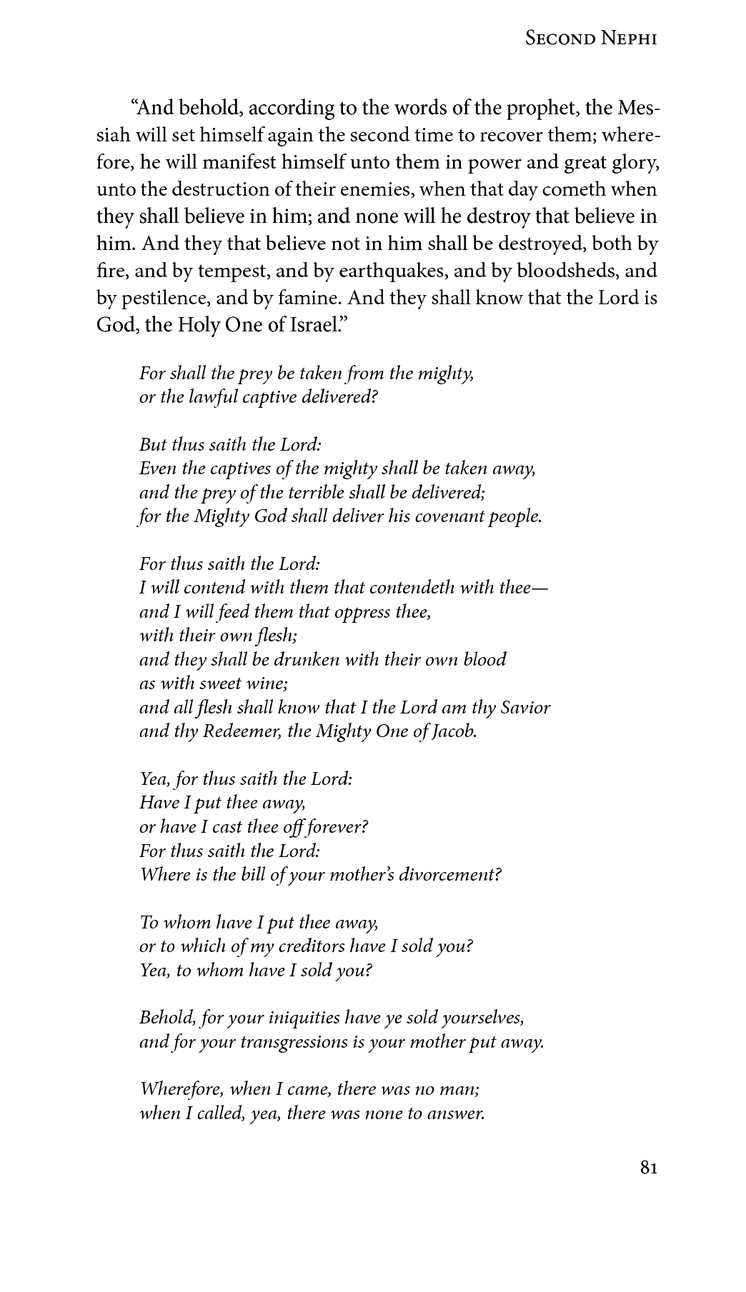 Second Nephi
“And behold, according to the words of the prophet, the Mes-
siah will set himself again the second time to recover them; where-
fore, he will manifest himself unto them in power and great glory,
unto the destruction of their enemies, when that day cometh when
they shall believe in him; and none will he destroy that believe in
him. And they that believe not in him shall be destroyed, both by
fire, and by tempest, and by earthquakes, and by bloodsheds, and
by pestilence, and by famine. And they shall know that the Lord is
God, the Holy One of Israel.”
For shall the prey be taken from the mighty,
or the lawful captive delivered?
But thus saith the Lord:
Even the captives of the mighty shall be taken away,
and the prey of the terrible shall be delivered;
for the Mighty God shall deliver his covenant people.
For thus saith the Lord:
I will contend with them that contendeth with thee—
and I will feed them that oppress thee,
with their own flesh;
and they shall be drunken with their own blood
as with sweet wine;
and all flesh shall know that I the Lord am thy Savior
and thy Redeemer, the Mighty One of Jacob.
Yea, for thus saith the Lord:
Have I put thee away,
or have I cast thee off forever?
For thus saith the Lord:
Where is the bill of your mother’s divorcement?
To whom have I put thee away,
or to which of my creditors have I sold you?
Yea, to whom have I sold you?
Behold, for your iniquities have ye sold yourselves,
and for your transgressions is your mother put away.
Wherefore, when I came, there was no man;
when I called, yea, there was none to answer.
81